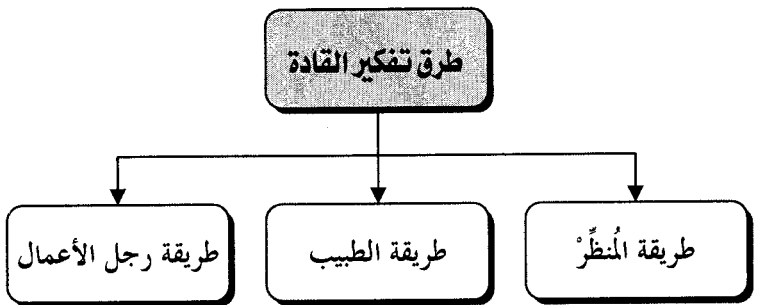 طرق تفكير القادة
طريقة المُنظِّرْ
طريقة الطبيب
طريقة رجل الأعمال